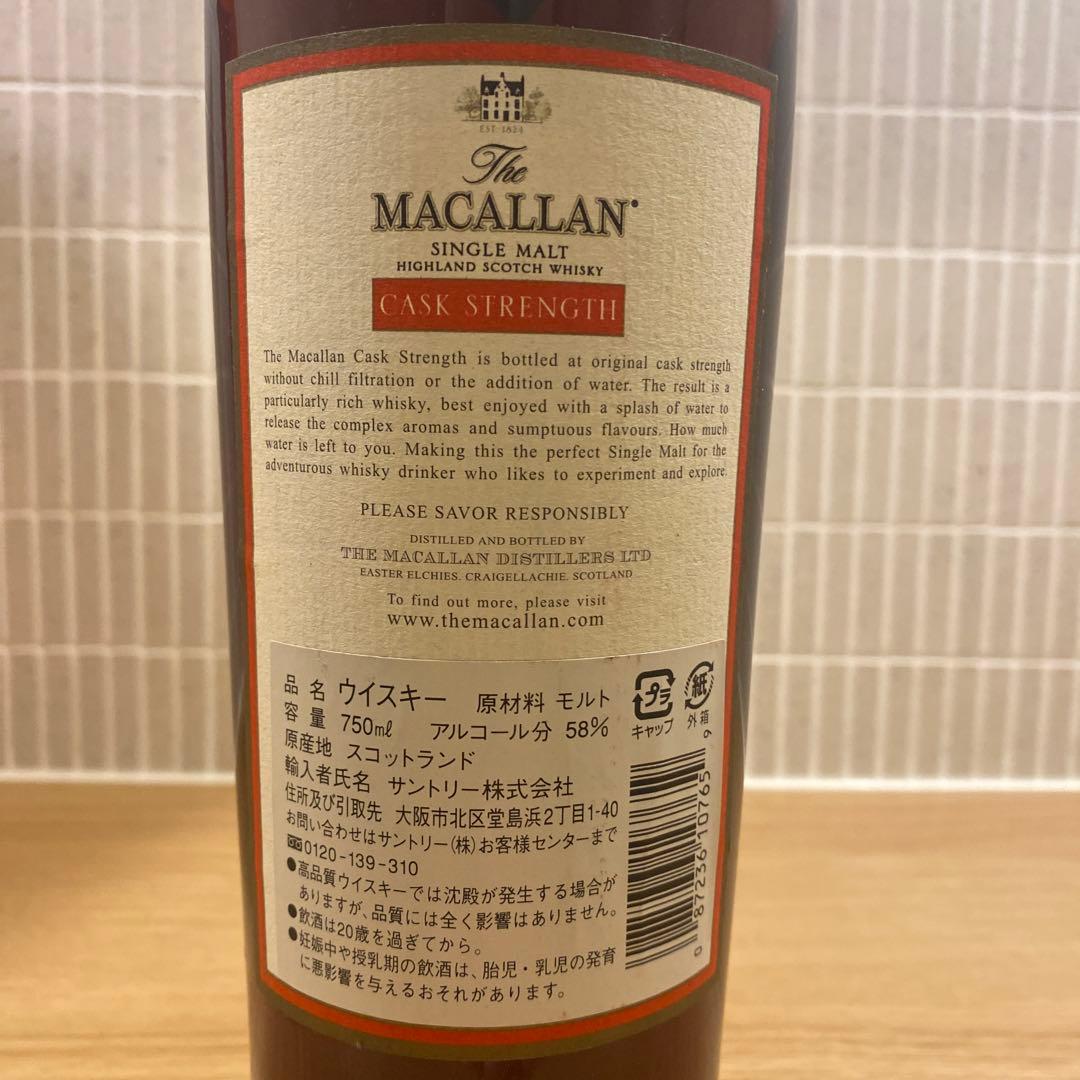 EST 1824
The
MACALLAN
SINGLE MALT
HIGHLAND SCOTCH WHISKY
CASK STRENGTH
The Macallan Cask Strength is bottled at original cask strength
without chill filtration or the addition of water. The result is a
particularly rich whisky, best enjoyed with a splash of water to
release the complex aromas and sumptuous flavours. How much
water is left to you. Making this the perfect Single Malt for the
adventurous whisky drinker who likes to experiment and explore.
PLEASE SAVOR RESPONSIBLY
DISTILLED AND BOTTLED BY
THE MACALLAN DISTILLERS LTD
EASTER ELCHIES. CRAIGELLACHIE. SCOTLAND
To find out more, please visit
www.themacallan.com
品名 ウイスキー 原材料 モルト
容量 750ml アルコール分 58%
原産地 スコットランド
輸入者氏名 サントリー株式会社
住所及び引取先 大阪市北区堂島浜2丁目1-40
お問い合わせはサントリー(株)お客様センターまで
0120-139-310
●高品質ウイスキーでは沈殿が発生する場合が
ありますが、品質には全く影響はありません。
●飲酒は20歳を過ぎてから。
●妊娠中や授乳期の飲酒は、胎児・乳児の発育
に悪影響を与えるおそれがあります。
プラ
キャップ
紙
外箱
0 87236 10765 9